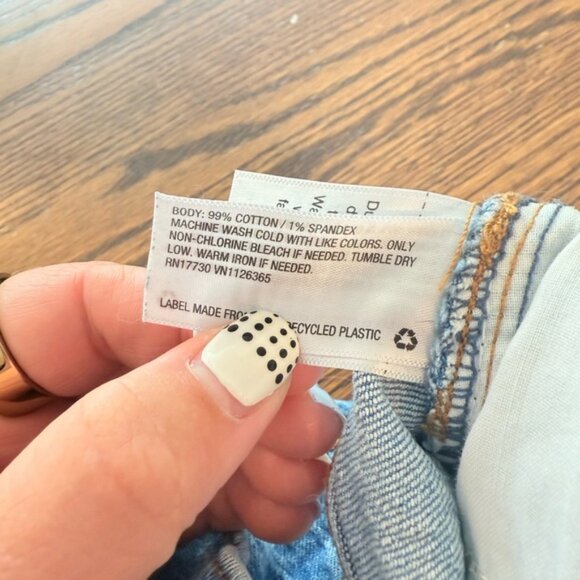 BODY: 99% COTTON / 1% SPANDEX
MACHINE WASH COLD WITH LIKE COLORS. ONLY
NON-CHLORINE BLEACH IF NEEDED. TUMBLE DRY
LOW. WARM IRON IF NEEDED.
RN17730 VN1126365
LABEL MADE RECYCLED PLASTIC